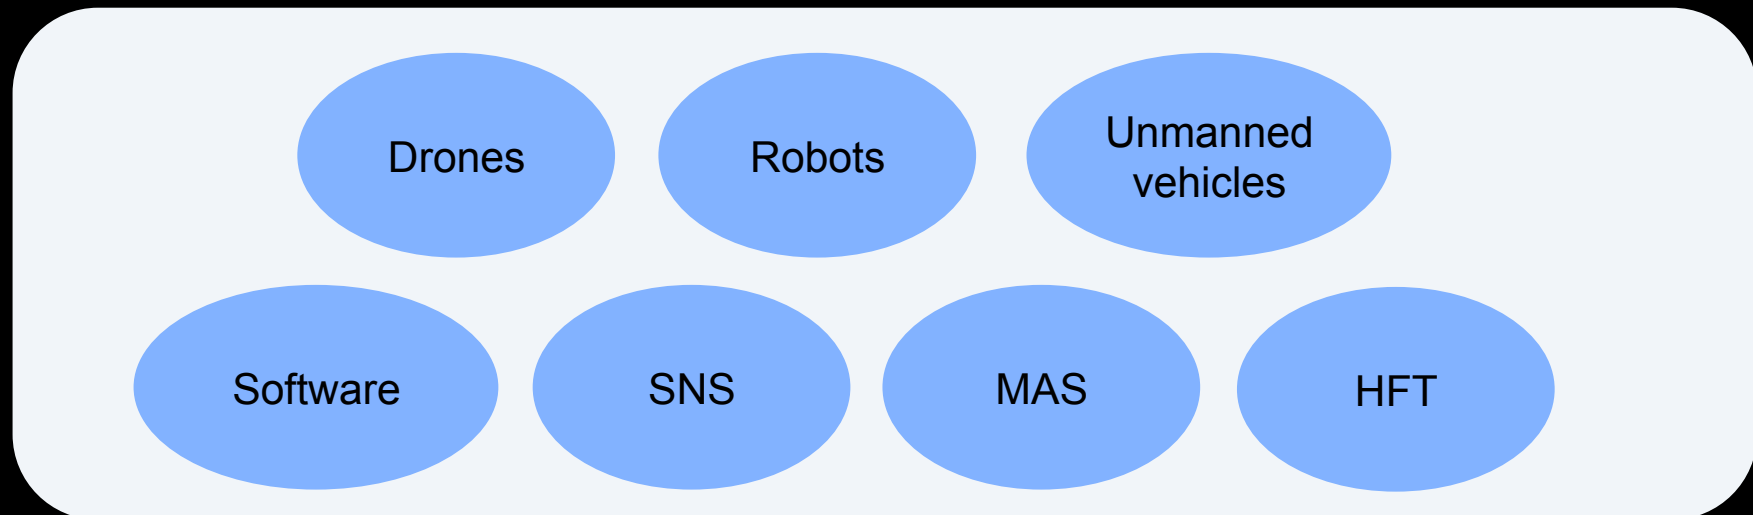 Drones
Robots
Unmanned
vehicles
Software
SNS
MAS
HFT